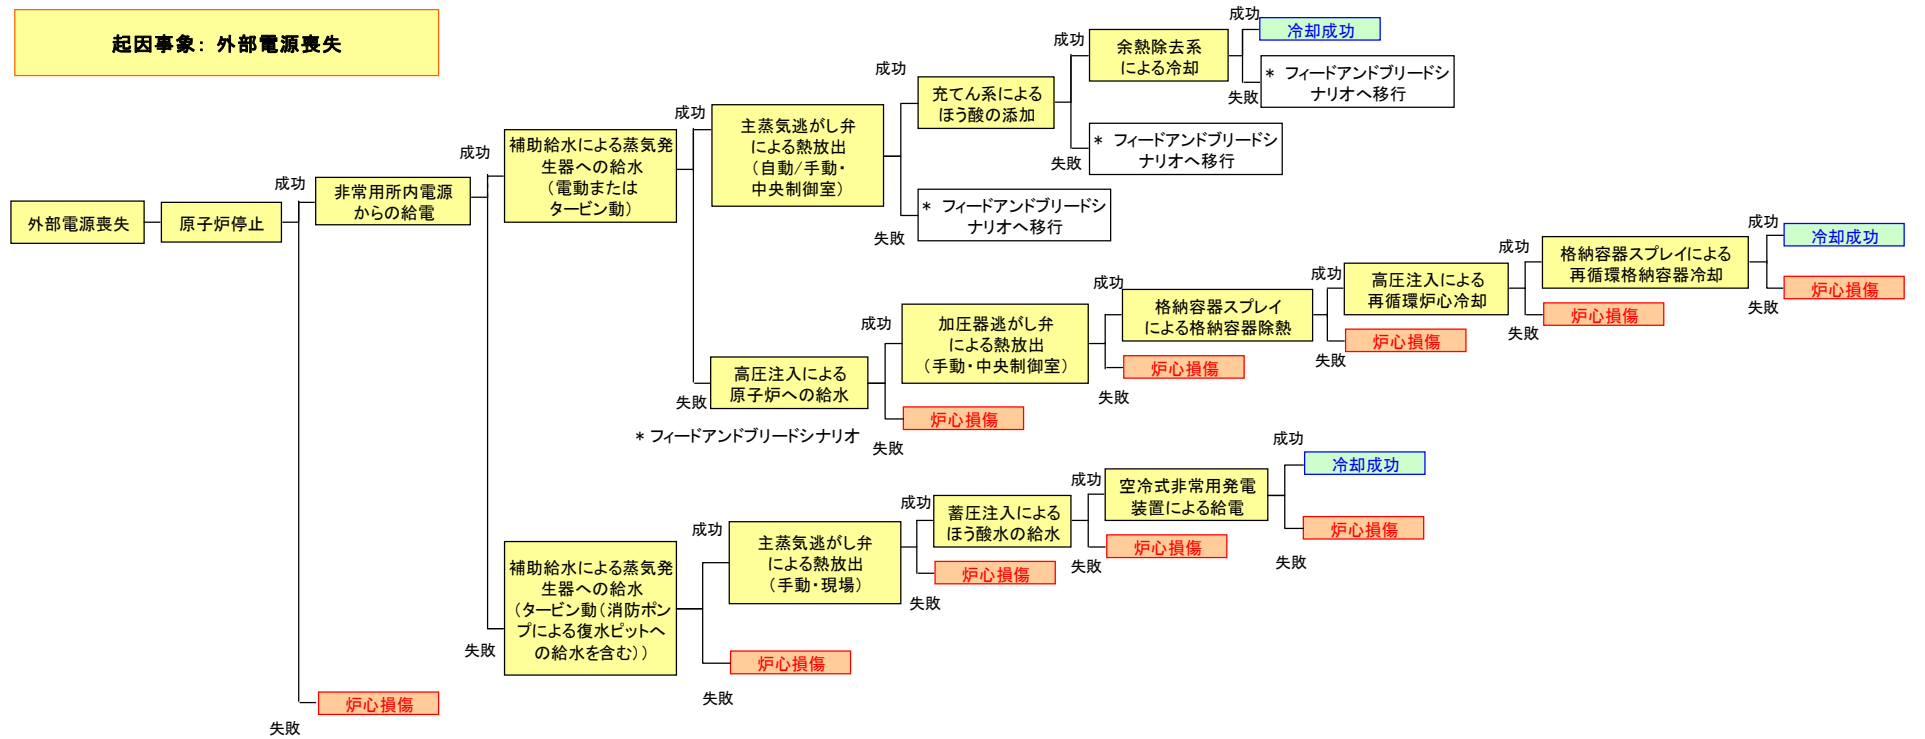 起因事象： 外部電源喪失
外部電源喪失
原子炉停止
成功
失敗
炉心損傷
非常用所内電源
からの給電
成功
失敗
補助給水による蒸気発
生器への給水
（電動または
タービン動）
成功
失敗
主蒸気逃がし弁
による熱放出
（自動/手動・
中央制御室）
成功
失敗
＊ フィードアンドブリードシ
ナリオへ移行
充てん系による
ほう酸の添加
成功
失敗
＊ フィードアンドブリードシ
ナリオへ移行
余熱除去系
による冷却
成功
冷却成功
失敗
＊ フィードアンドブリードシ
ナリオへ移行
高圧注入による
原子炉への給水
＊フィードアンドブリードシナリオ
成功
失敗
炉心損傷
加圧器逃がし弁
による熱放出
（手動・中央制御室）
成功
失敗
炉心損傷
格納容器スプレイ
による格納容器除熱
成功
失敗
炉心損傷
高圧注入による
再循環炉心冷却
成功
失敗
炉心損傷
格納容器スプレイによる
再循環格納容器冷却
成功
冷却成功
失敗
炉心損傷
補助給水による蒸気発
生器への給水
（タービン動（消防ポン
プによる復水ピットへ
の給水を含む））
成功
失敗
炉心損傷
主蒸気逃がし弁
による熱放出
（手動・現場）
成功
失敗
炉心損傷
蓄圧注入による
ほう酸水の給水
成功
失敗
炉心損傷
空冷式非常用発電
装置による給電
成功
冷却成功
失敗
炉心損傷